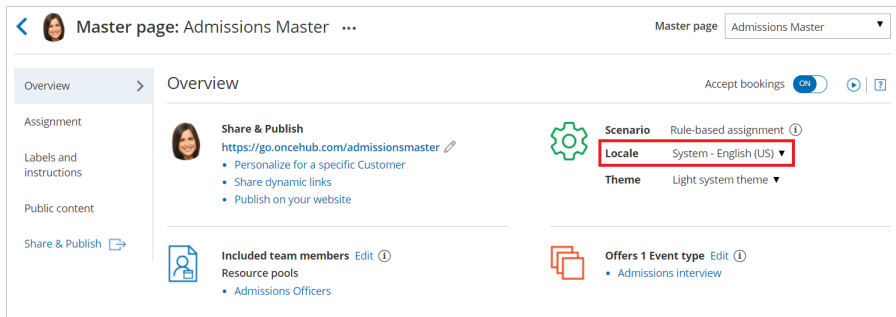 Master page: Admissions Master ...
Master page Admissions Master
Overview
Assignment
Labels and
instructions
Public content
Share & Publish
Overview
Accept bookings ON
Share & Publish
https://go.oncehub.com/admissionsmaster
• Personalize for a specific Customer
• Share dynamic links
• Publish on your website
Scenario Rule-based assignment
Locale System - English (US)
Theme Light system theme
Included team members Edit
Resource pools
• Admissions Officers
Offers 1 Event type Edit
• Admissions interview